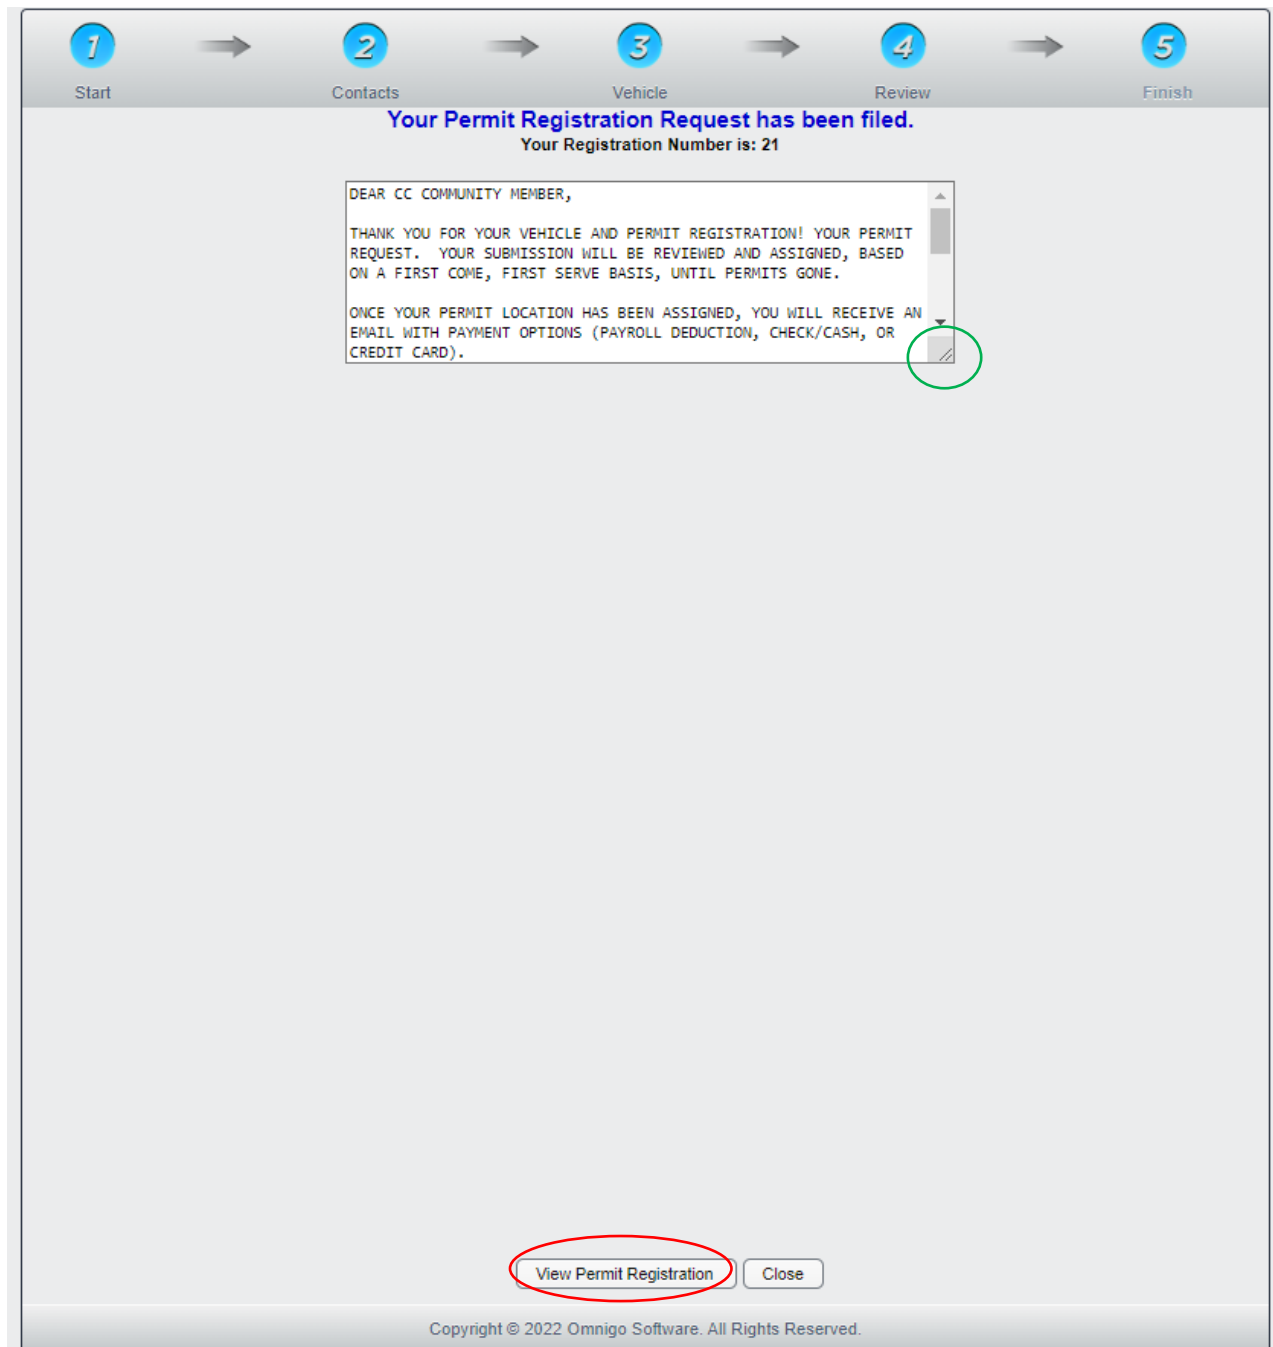 1 2 3 4 5
Start Contacts Vehicle Review Finish
Your Permit Registration Request has been filed.
Your Registration Number is: 21
DEAR CC COMMUNITY MEMBER,
THANK YOU FOR YOUR VEHICLE AND PERMIT REGISTRATION! YOUR PERMIT
REQUEST.  YOUR SUBMISSION WILL BE REVIEWED AND ASSIGNED, BASED
ON A FIRST COME, FIRST SERVE BASIS, UNTIL PERMITS GONE.
ONCE YOUR PERMIT LOCATION HAS BEEN ASSIGNED, YOU WILL RECEIVE AN
EMAIL WITH PAYMENT OPTIONS (PAYROLL DEDUCTION, CHECK/CASH, OR
CREDIT CARD).
View Permit Registration Close
Copyright © 2022 Omnigo Software. All Rights Reserved.